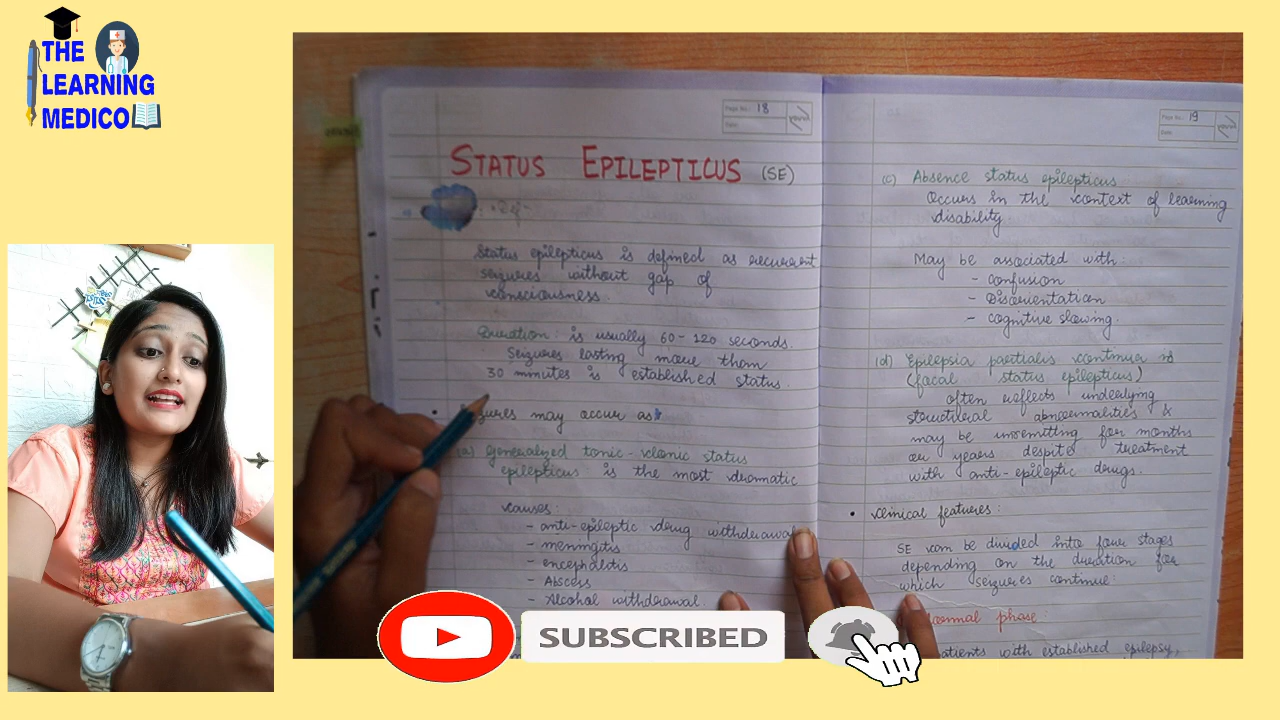 THE
LEARNING
MEDICO
Page No.: 18
Date:
STATUS EPILEPTICUS (SE)
Status epilepticus is defined as recurrent
seizures without gap of
consciousness.
Duration: is usually 60-120 seconds.
Seizures lasting more than
30 minutes is established status.
may occur as
(a) Generalized tonic-clonic status
epilepticus is the most dramatic
causes:
- anti-epileptic drug withdrawal
- meningitis
- encephalitis
- Abscess
- Alcohol withdrawal.
Page No.: 19
Date:
(c) Absence status epilepticus
Occurs in the context of learning
disability.
May be associated with:
- confusion
- Disorientation
- cognitive slowing.
(d) Epilepsia partialis continua is
(focal status epilepticus)
often reflects underlying
structural abnormalities &
may be unremitting for months
or years despite treatment
with anti-epileptic drugs.
• Clinical features:
SE can be divided into four stages
depending on the duration for
which seizures continue:
phase:
with established epilepsy,
SUBSCRIBED